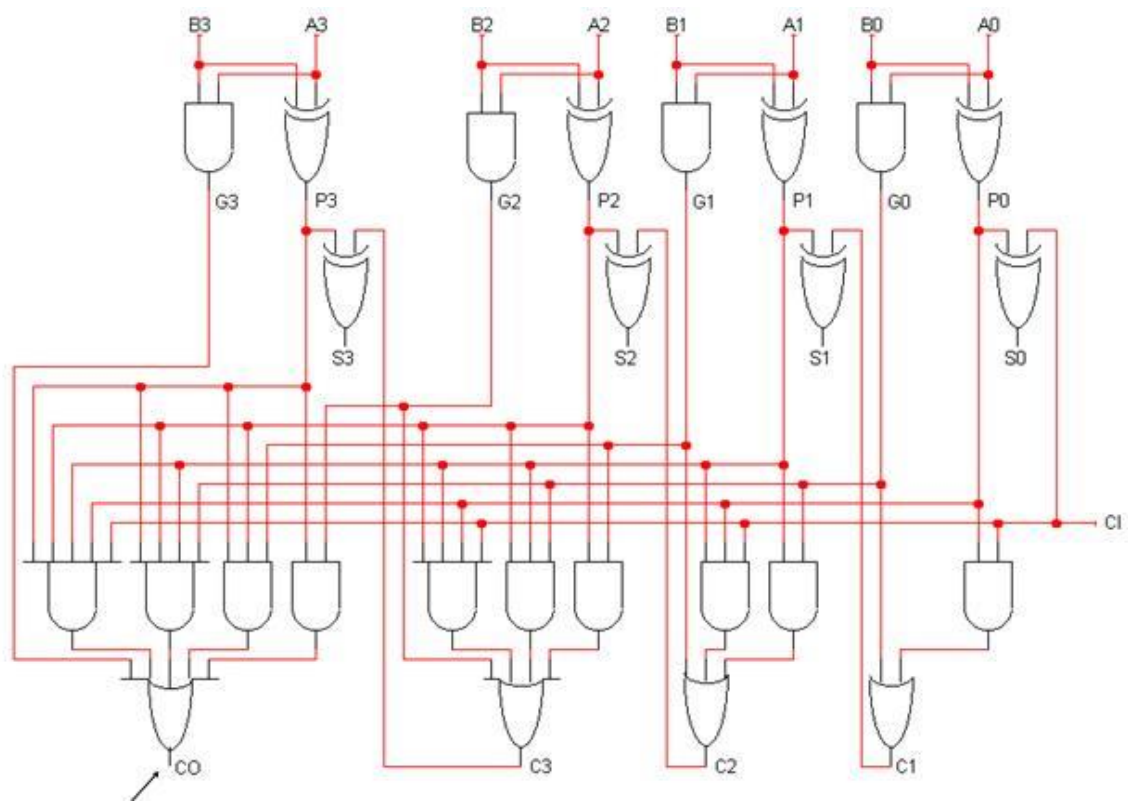 B3 A3 B2 A2 B1 A1 B0 A0
G3 P3 G2 P2 G1 P1 G0 P0
S3 S2 S1 S0
CI
CO C3 C2 C1